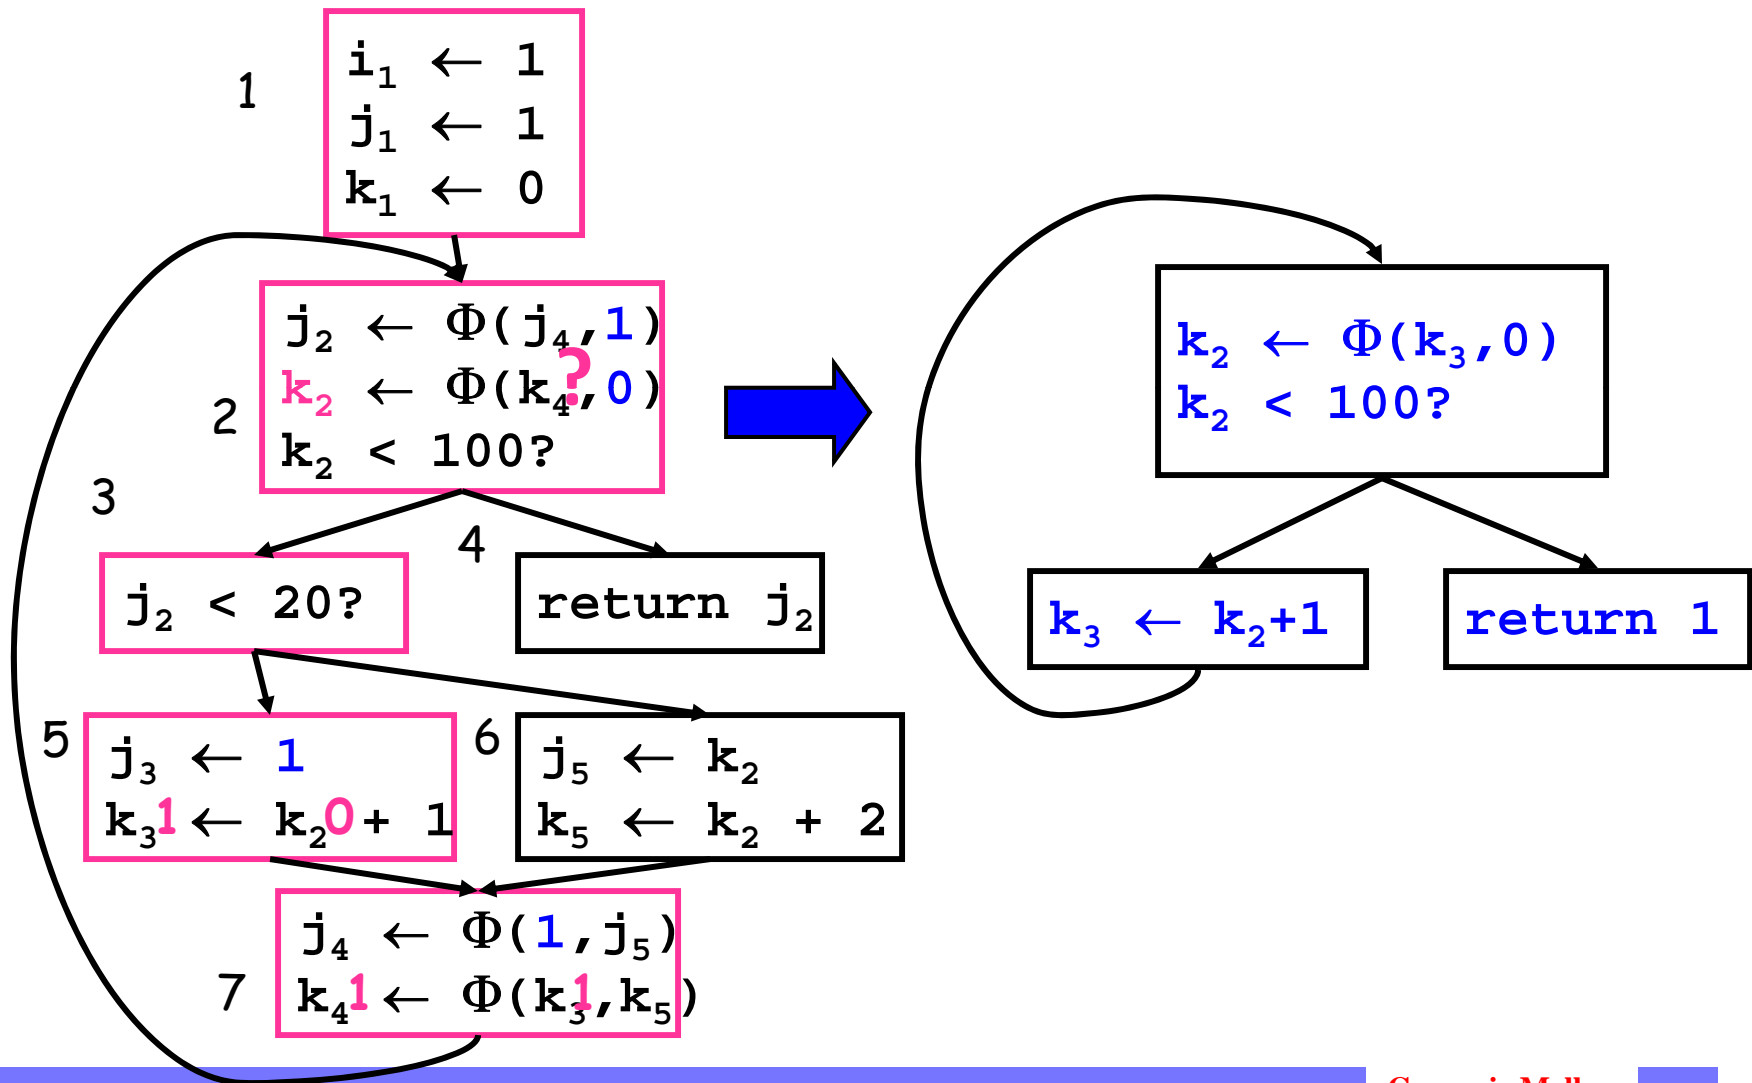 1
i₁ ← 1
j₁ ← 1
k₁ ← 0
2
j₂ ← Φ(j₄,1)
k₂ ← Φ(k₄,0)
?
k₂ < 100?
3
j₂ < 20?
4
return j₂
5
j₃ ← 1
k₃1 ← k₂0 + 1
6
j₅ ← k₂
k₅ ← k₂ + 2
7
j₄ ← Φ(1,j₅)
k₄1 ← Φ(k₃1,k₅)
k₂ ← Φ(k₃,0)
k₂ < 100?
k₃ ← k₂+1
return 1